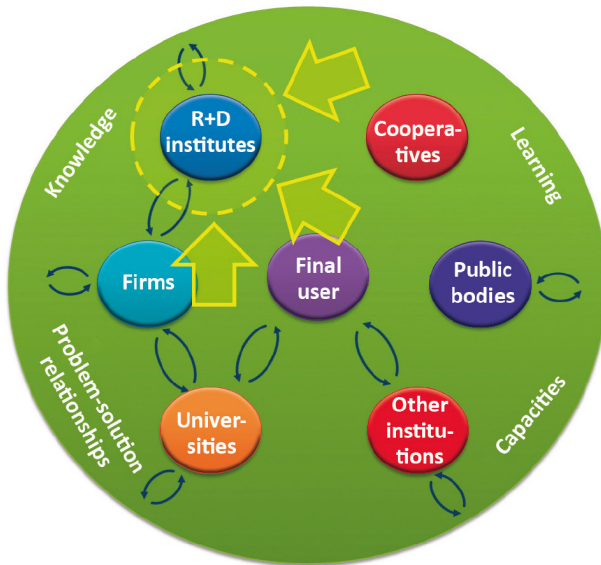 R+D
institutes
Coopera-
tives
Knowledge
Learning
Firms
Final
user
Public
bodies
Problem-solution
relationships
Univer-
sities
Other
institu-
tions
Capacities